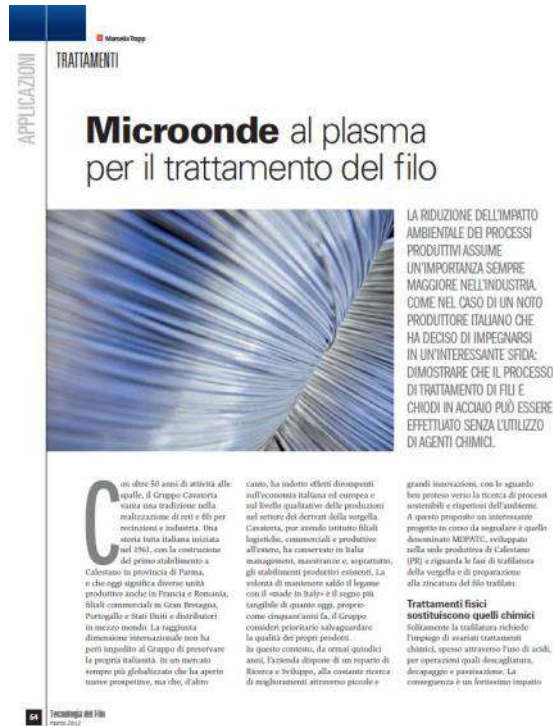 Marcello Trapp
TRATTAMENTI
APPLICAZIONI
Microonde al plasma
per il trattamento del filo
LA RIDUZIONE DELL'IMPATTO
AMBIENTALE DEI PROCESSI
PRODUTTIVI ASSUME
UN'IMPORTANZA SEMPRE
MAGGIORE NELL'INDUSTRIA.
COME NEL CASO DI UN NOTO
PRODUTTORE ITALIANO CHE
HA DECISO DI IMPEGNARSI
IN UN'INTERESSANTE SFIDA:
DIMOSTRARE CHE IL PROCESSO
DI TRATTAMENTO DI FILI E
CHIODI IN ACCIAIO PUÒ ESSERE
EFFETTUATO SENZA L'UTILIZZO
DI AGENTI CHIMICI.
Con oltre 50 anni di attività alle
spalle, il Gruppo Cavatorta
vanta una tradizione nella
realizzazione di reti e fili per
recinzioni e industria. Una
storia tutta italiana iniziata
nel 1961, con la costruzione
del primo stabilimento a
Calestano in provincia di Parma,
e che oggi significa diverse unità
produttive anche in Francia e Romania,
filiali commerciali in Gran Bretagna,
Portogallo e Stati Uniti e distributori
in mezzo mondo. La raggiunta
dimensione internazionale non ha
però impedito al Gruppo di preservare
la propria italianità. In un mercato
sempre più globalizzato che ha aperto
nuove prospettive, ma che, d'altro
canto, ha indotto effetti dirompenti
sull'economia italiana ed europea e
sul livello qualitativo delle produzioni
nel settore dei derivati della vergella,
Cavatorta, pur avendo istituito filiali
logistiche, commerciali e produttive
all'estero, ha conservato in Italia
management, maestranze e, soprattutto,
gli stabilimenti produttivi esistenti. La
volontà di mantenere saldo il legame
con il «made in Italy» è il segno più
tangibile di quanto oggi, proprio
come cinquant'anni fa, il Gruppo
consideri prioritario salvaguardare
la qualità dei propri prodotti.
In questo contesto, da ormai quindici
anni, l'azienda dispone di un reparto di
Ricerca e Sviluppo, alla costante ricerca
di miglioramenti attraverso piccole e
grandi innovazioni, con lo sguardo
ben proteso verso la ricerca di processi
sostenibili e rispettosi dell'ambiente.
A questo proposito un interessante
progetto in corso da segnalare è quello
denominato MDPATC, sviluppato
nella sede produttiva di Calestano
(PR) e riguarda le fasi di trafilatura
della vergella e di preparazione
alla zincatura del filo trafilato.
Trattamenti fisici
sostituiscono quelli chimici
Solitamente la trafilatura richiede
l'impiego di svariati trattamenti
chimici, spesso attraverso l'uso di acidi,
per operazioni quali descagliatura,
decapaggio e passivazione. La
conseguenza è un fortissimo impatto
64
Tecnologie del Filo
marzo 2012